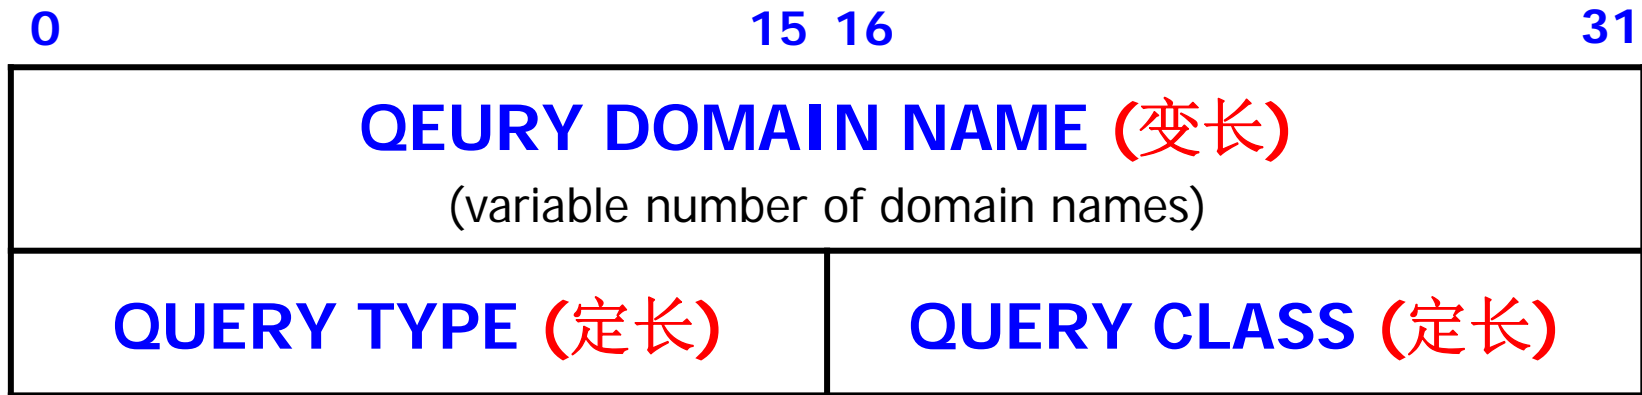 0 15 16 31
QEURY DOMAIN NAME (变长)
(variable number of domain names)
QUERY TYPE (定长) QUERY CLASS (定长)